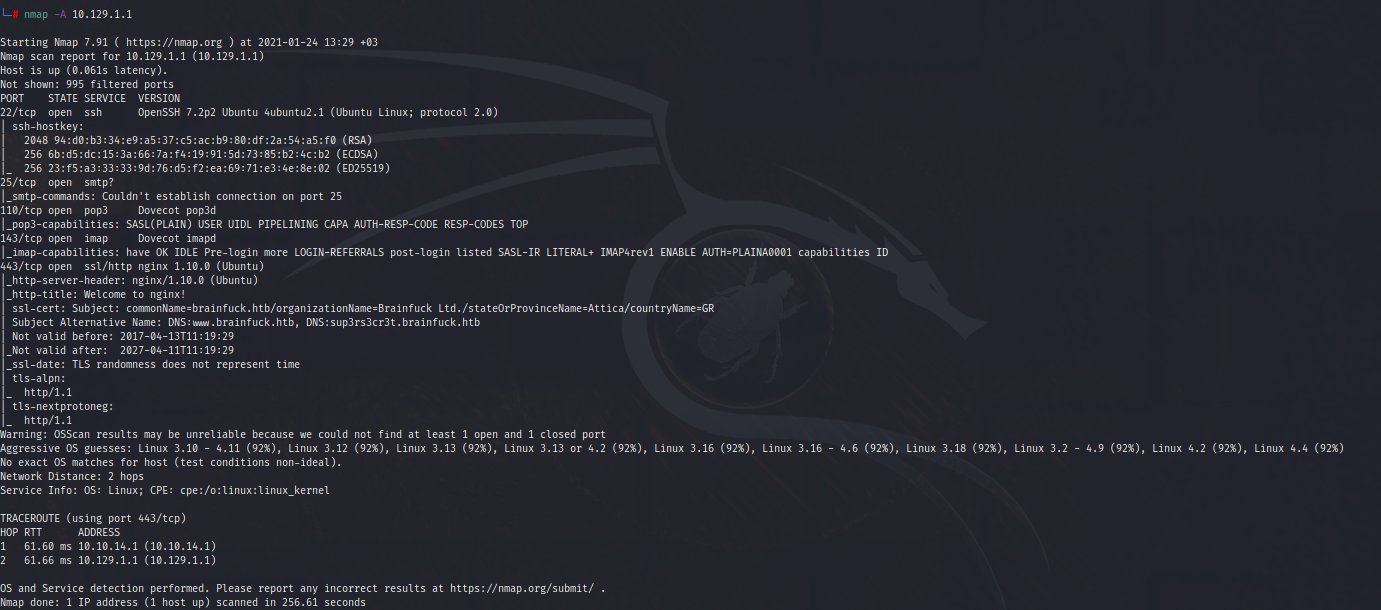 └─# nmap -A 10.129.1.1
Starting Nmap 7.91 ( https://nmap.org ) at 2021-01-24 13:29 +03
Nmap scan report for 10.129.1.1 (10.129.1.1)
Host is up (0.061s latency).
Not shown: 995 filtered ports
PORT    STATE SERVICE  VERSION
22/tcp  open  ssh      OpenSSH 7.2p2 Ubuntu 4ubuntu2.1 (Ubuntu Linux; protocol 2.0)
| ssh-hostkey:
|   2048 94:d0:b3:34:e9:a5:37:c5:ac:b9:80:df:2a:54:a5:f0 (RSA)
|   256 6b:d5:dc:15:3a:66:7a:f4:19:91:5d:73:85:b2:4c:b2 (ECDSA)
|_  256 23:f5:a3:33:33:9d:76:d5:f2:ea:69:71:e3:4e:8e:02 (ED25519)
25/tcp  open  smtp?
|_smtp-commands: Couldn't establish connection on port 25
110/tcp open  pop3     Dovecot pop3d
|_pop3-capabilities: SASL(PLAIN) USER UIDL PIPELINING CAPA AUTH-RESP-CODE RESP-CODES TOP
143/tcp open  imap     Dovecot imapd
|_imap-capabilities: have OK IDLE Pre-login more LOGIN-REFERRALS post-login listed SASL-IR LITERAL+ IMAP4rev1 ENABLE AUTH=PLAINA0001 capabilities ID
443/tcp open  ssl/http nginx 1.10.0 (Ubuntu)
|_http-server-header: nginx/1.10.0 (Ubuntu)
|_http-title: Welcome to nginx!
| ssl-cert: Subject: commonName=brainfuck.htb/organizationName=Brainfuck Ltd./stateOrProvinceName=Attica/countryName=GR
| Subject Alternative Name: DNS:www.brainfuck.htb, DNS:sup3rs3cr3t.brainfuck.htb
| Not valid before: 2017-04-13T11:19:29
|_Not valid after:  2027-04-11T11:19:29
|_ssl-date: TLS randomness does not represent time
| tls-alpn:
|_  http/1.1
| tls-nextprotoneg:
|_  http/1.1
Warning: OSScan results may be unreliable because we could not find at least 1 open and 1 closed port
Aggressive OS guesses: Linux 3.10 - 4.11 (92%), Linux 3.12 (92%), Linux 3.13 (92%), Linux 3.13 or 4.2 (92%), Linux 3.16 (92%), Linux 3.16 - 4.6 (92%), Linux 3.18 (92%), Linux 3.2 - 4.9 (92%), Linux 4.2 (92%), Linux 4.4 (92%)
No exact OS matches for host (test conditions non-ideal).
Network Distance: 2 hops
Service Info: OS: Linux; CPE: cpe:/o:linux:linux_kernel
TRACEROUTE (using port 443/tcp)
HOP RTT      ADDRESS
1   61.60 ms 10.10.14.1 (10.10.14.1)
2   61.66 ms 10.129.1.1 (10.129.1.1)
OS and Service detection performed. Please report any incorrect results at https://nmap.org/submit/ .
Nmap done: 1 IP address (1 host up) scanned in 256.61 seconds